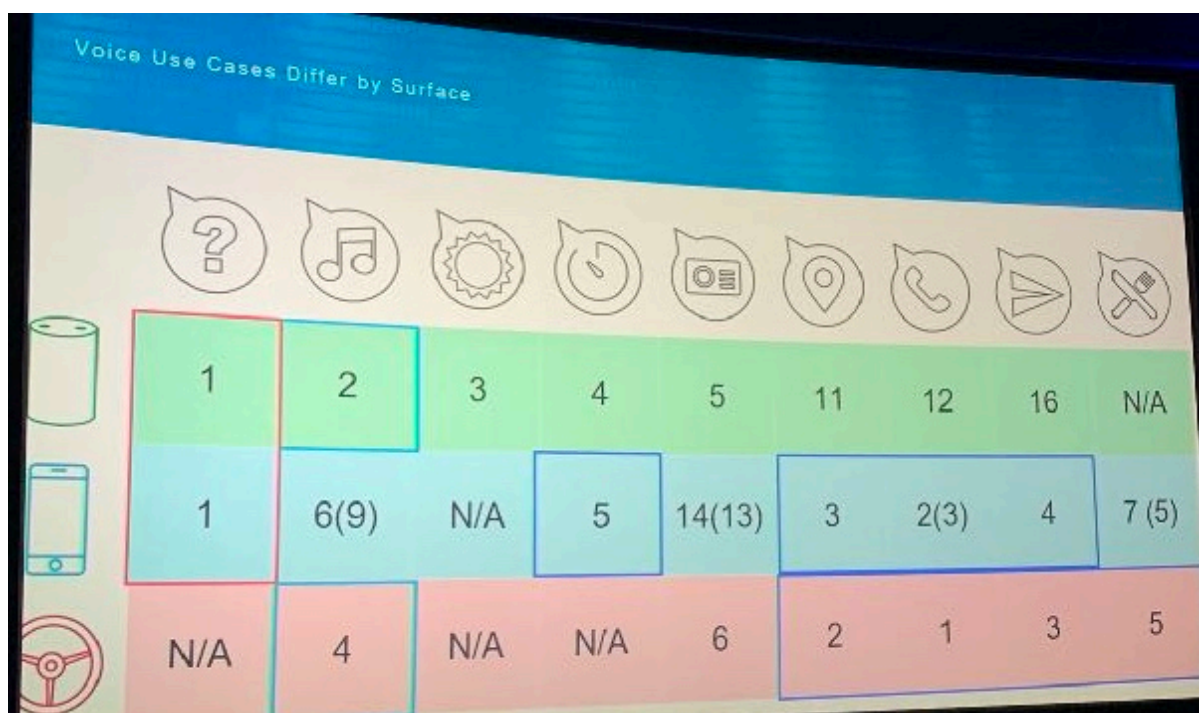 Voice Use Cases Differ by Surface
1 2 3 4 5 11 12 16 N/A
1 6(9) N/A 5 14(13) 3 2(3) 4 7 (5)
N/A 4 N/A N/A 6 2 1 3 5